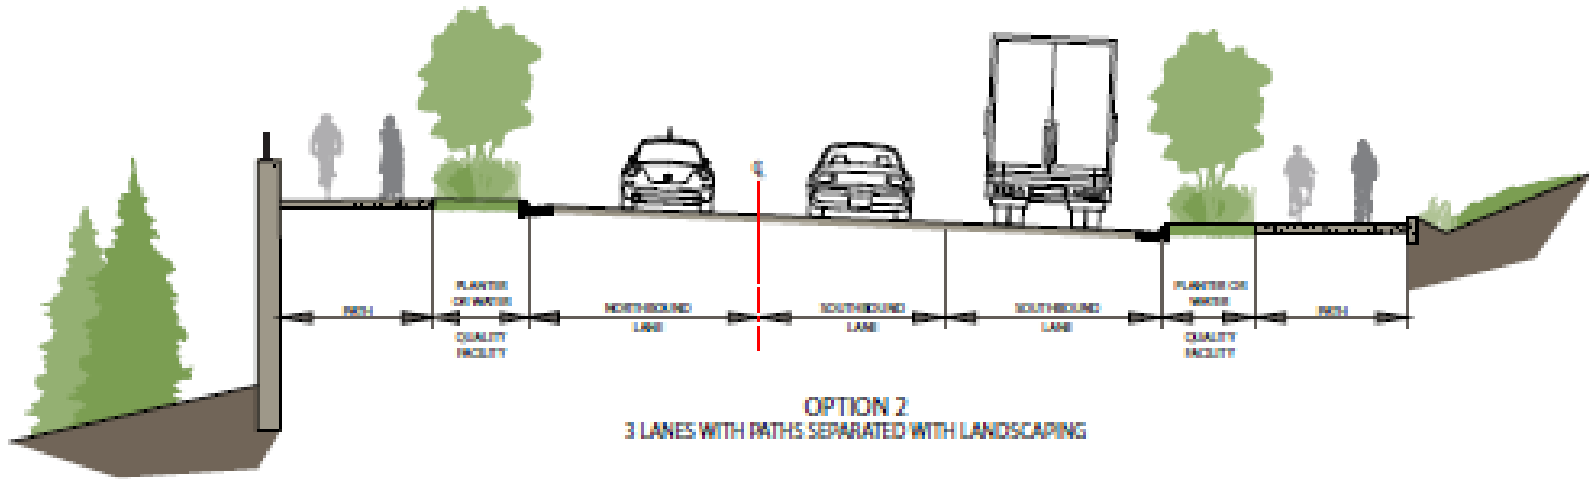 ℄
PATH
PLANTER
OR WATER
QUALITY
FACILITY
NORTHBOUND
LANE
SOUTHBOUND
LANE
SOUTHBOUND
LANE
PLANTER OR
WATER
QUALITY
FACILITY
PATH
OPTION 2
3 LANES WITH PATHS SEPARATED WITH LANDSCAPING